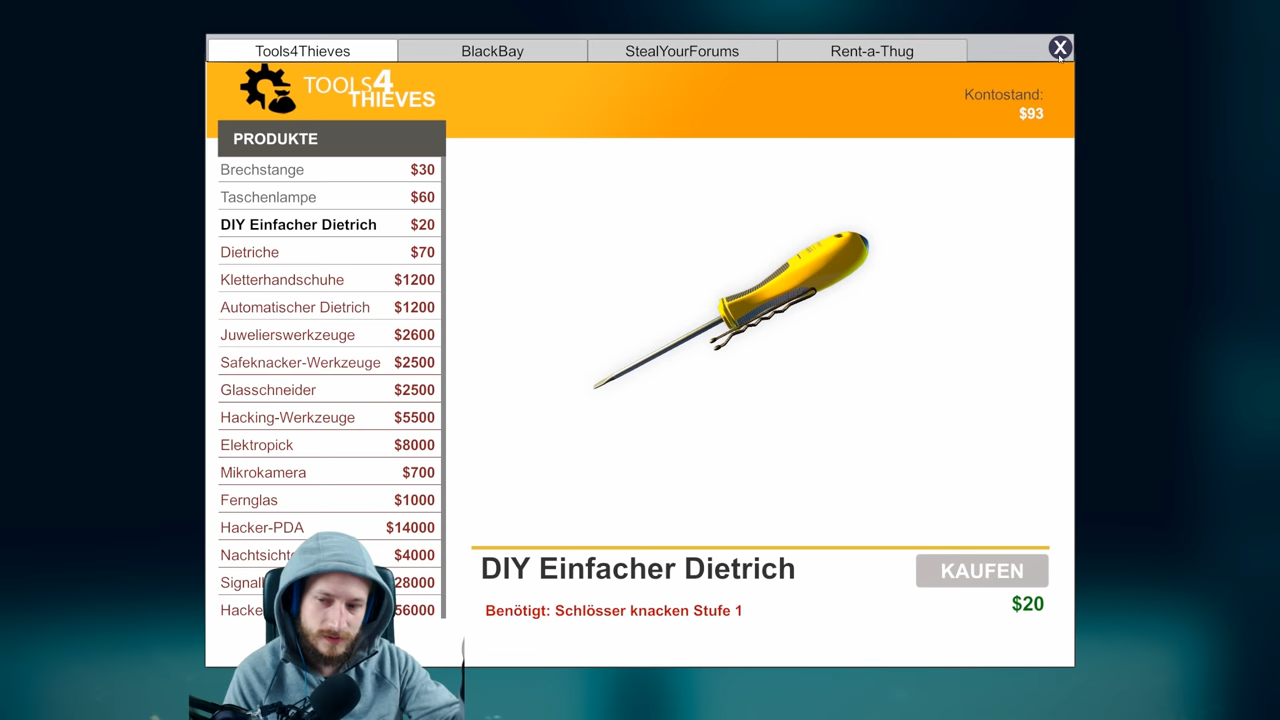 Tools4Thieves BlackBay StealYourForums Rent-a-Thug X
TOOLS4
THIEVES
Kontostand:
$93
PRODUKTE
Brechstange $30
Taschenlampe $60
DIY Einfacher Dietrich $20
Dietriche $70
Kletterhandschuhe $1200
Automatischer Dietrich $1200
Juwelierswerkzeuge $2600
Safeknacker-Werkzeuge $2500
Glasschneider $2500
Hacking-Werkzeuge $5500
Elektropick $8000
Mikrokamera $700
Fernglas $1000
Hacker-PDA $14000
$4000
28000
56000
DIY Einfacher Dietrich
KAUFEN
Benötigt: Schlösser knacken Stufe 1
$20